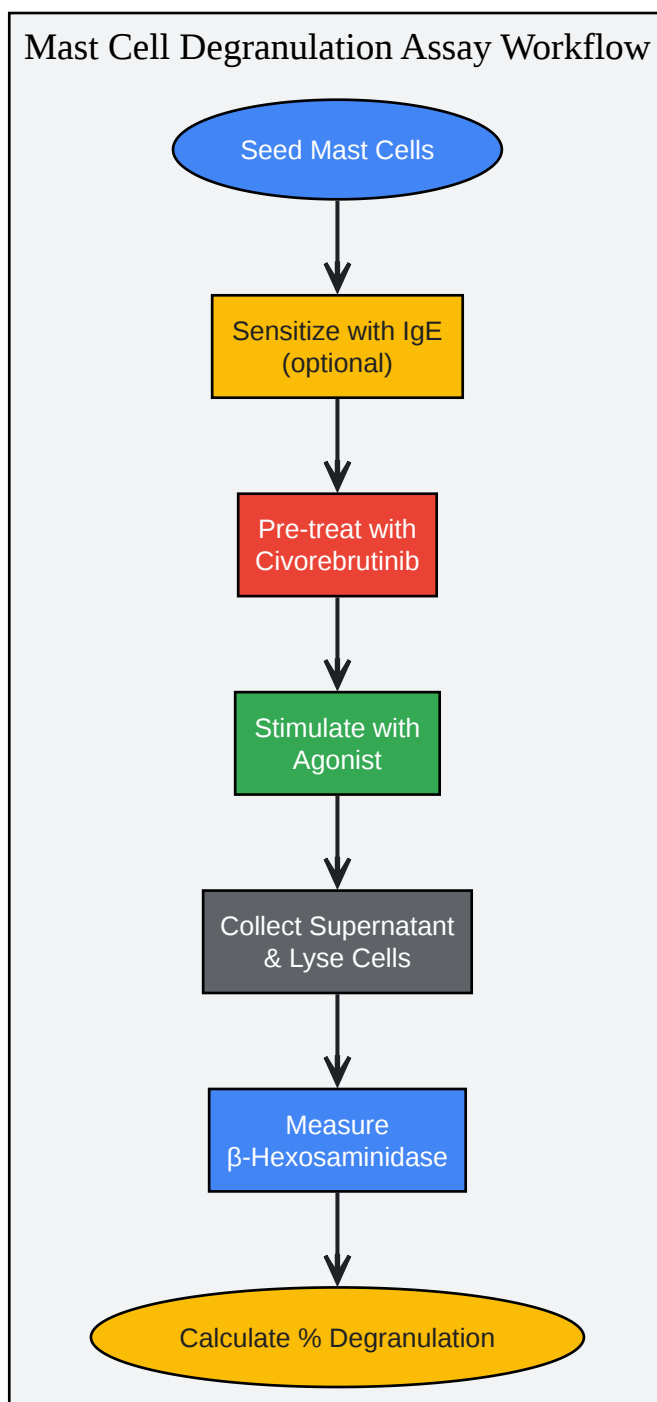 Mast Cell Degranulation Assay Workflow
Seed Mast Cells
Sensitize with IgE
(optional)
Pre-treat with
Civorebrutinib
Stimulate with
Agonist
Collect Supernatant
& Lyse Cells
Measure
β-Hexosaminidase
Calculate % Degranulation